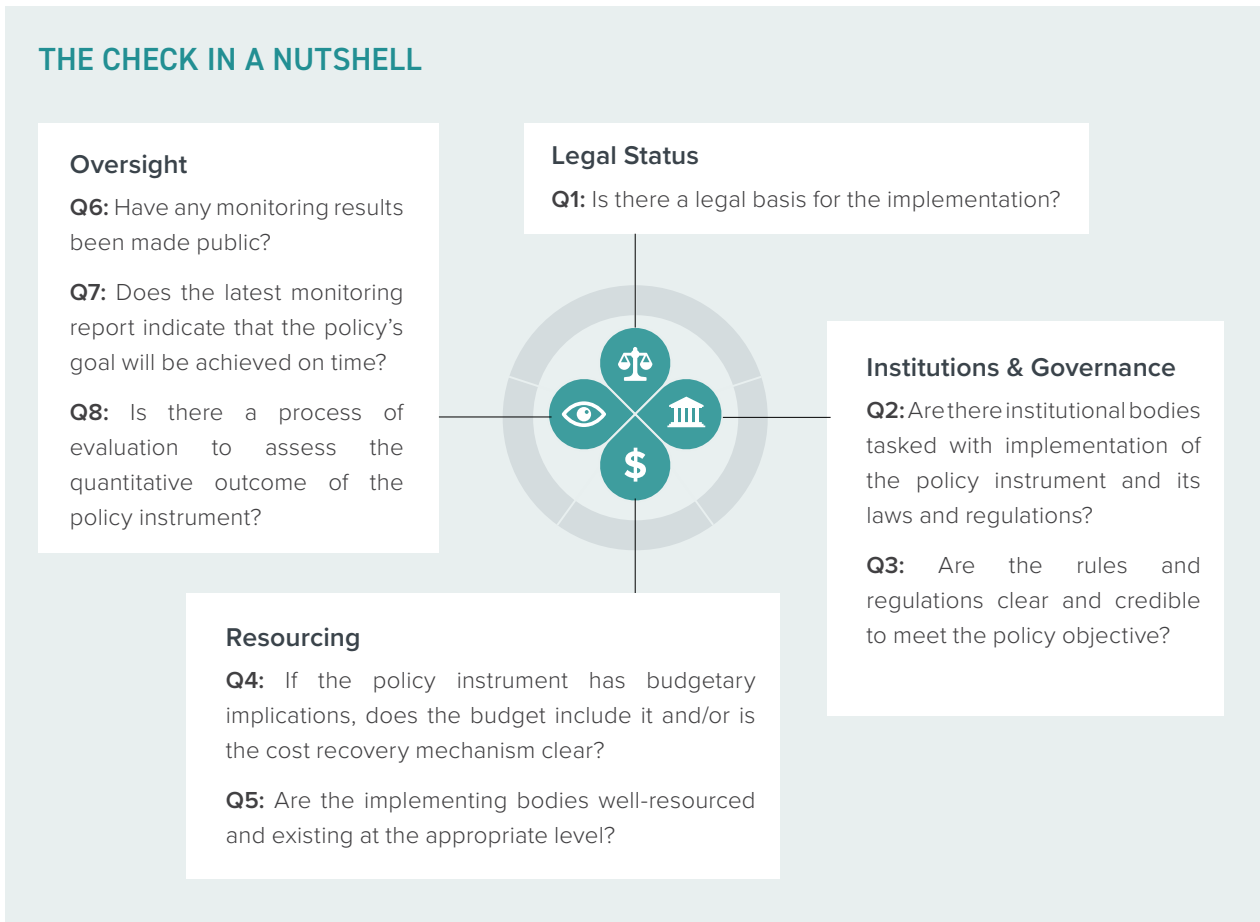 THE CHECK IN A NUTSHELL
Oversight
Q6: Have any monitoring results
been made public?
Q7: Does the latest monitoring
report indicate that the policy’s
goal will be achieved on time?
Q8: Is there a process of
evaluation to assess the
quantitative outcome of the
policy instrument?
Legal Status
Q1: Is there a legal basis for the implementation?
Institutions & Governance
Q2: Are there institutional bodies
tasked with implementation of
the policy instrument and its
laws and regulations?
Q3: Are the rules and
regulations clear and credible
to meet the policy objective?
$
Resourcing
Q4: If the policy instrument has budgetary
implications, does the budget include it and/or is
the cost recovery mechanism clear?
Q5: Are the implementing bodies well-resourced
and existing at the appropriate level?